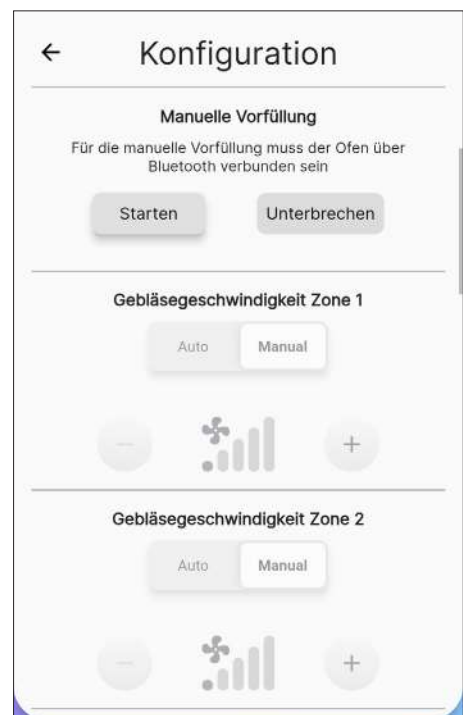 Konfiguration
Manuelle Vorfüllung
Für die manuelle Vorfüllung muss der Ofen über
Bluetooth verbunden sein
Starten Unterbrechen
Gebläsegeschwindigkeit Zone 1
Auto Manual
Gebläsegeschwindigkeit Zone 2
Auto Manual